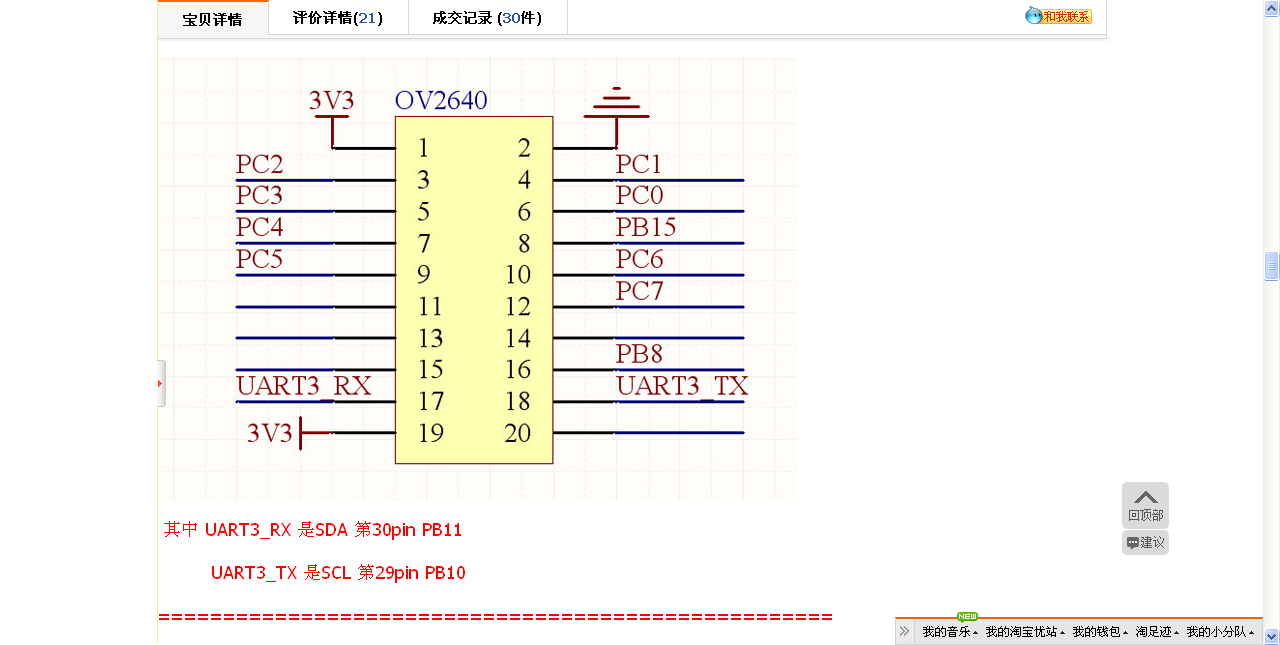 宝贝详情 评价详情(21) 成交记录 (30件) 和我联系
3V3 OV2640
1 2
PC2 PC1
3 4
PC3 PC0
5 6
PC4 PB15
7 8
PC5 PC6
9 10
PC7
11 12
13 14
PB8
15 16
UART3_RX UART3_TX
17 18
3V3 19 20
回顶部
其中 UART3_RX 是SDA 第30pin PB11
建议
UART3_TX 是SCL 第29pin PB10
==================================================
NEW
我的音乐 我的淘宝优站 我的钱包 淘足迹 我的小分队